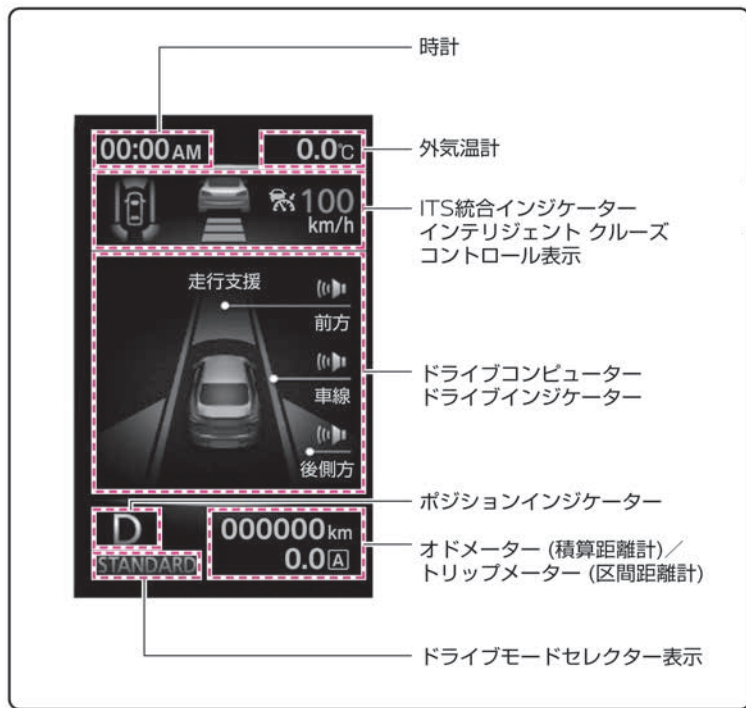 時計
00:00 AM
0.0℃
外気温計
100
km/h
ITS統合インジケーター
インテリジェント クルーズ
コントロール表示
走行支援
前方
車線
後側方
ドライブコンピューター
ドライブインジケーター
D
ポジションインジケーター
STANDARD
000000 km
0.0 A
オドメーター (積算距離計)／
トリップメーター (区間距離計)
ドライブモードセレクター表示